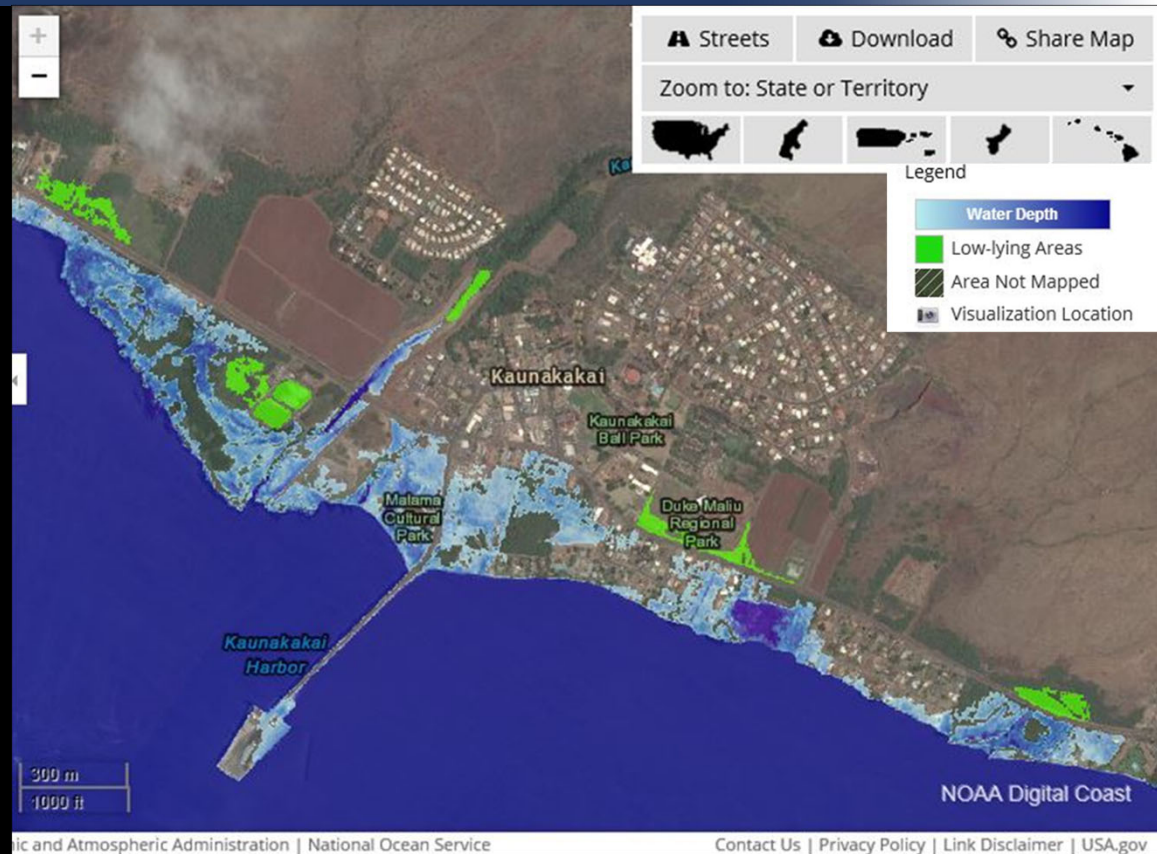 +
−
Streets
Download
Share Map
Zoom to: State or Territory
Legend
Water Depth
Low-lying Areas
Area Not Mapped
Visualization Location
Kaunakakai
Kaunakakai
Ball Park
Malama
Cultural
Park
Duke Maliu
Regional
Park
Kaunakakai
Harbor
300 m
1000 ft
NOAA Digital Coast
and Atmospheric Administration | National Ocean Service
Contact Us | Privacy Policy | Link Disclaimer | USA.gov